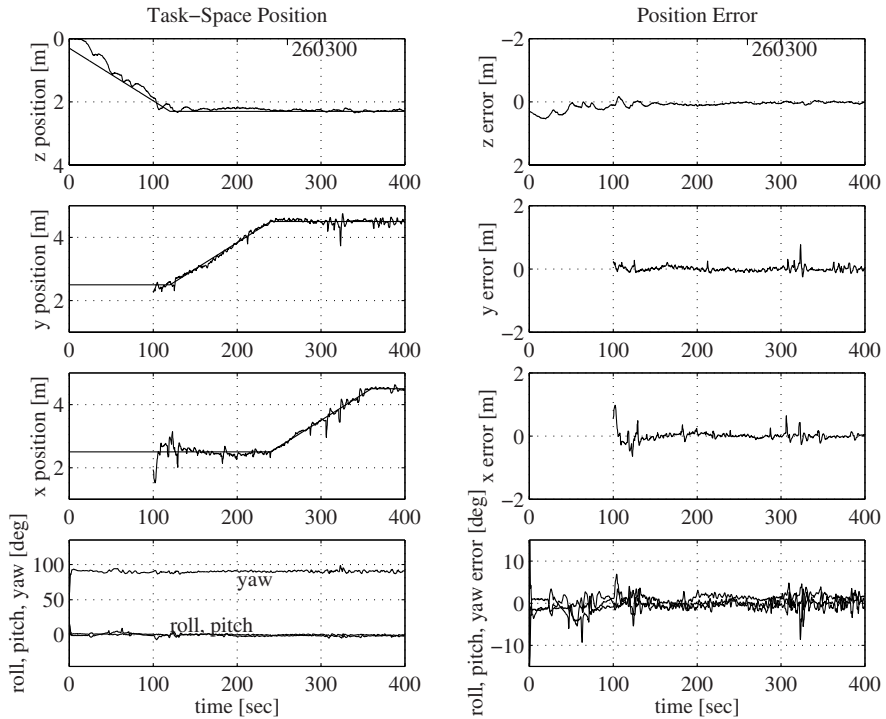 Task−Space Position
Position Error
z position [m]
0
2
4
260300
0 100 200 300 400
z error [m]
−2
0
2
260300
0 100 200 300 400
y position [m]
4
2
0 100 200 300 400
y error [m]
2
0
−2
0 100 200 300 400
x position [m]
4
2
0 100 200 300 400
x error [m]
2
0
−2
0 100 200 300 400
roll, pitch, yaw [deg]
100
50
0
yaw
roll, pitch
0 100 200 300 400
time [sec]
roll, pitch, yaw error [deg]
10
0
−10
0 100 200 300 400
time [sec]